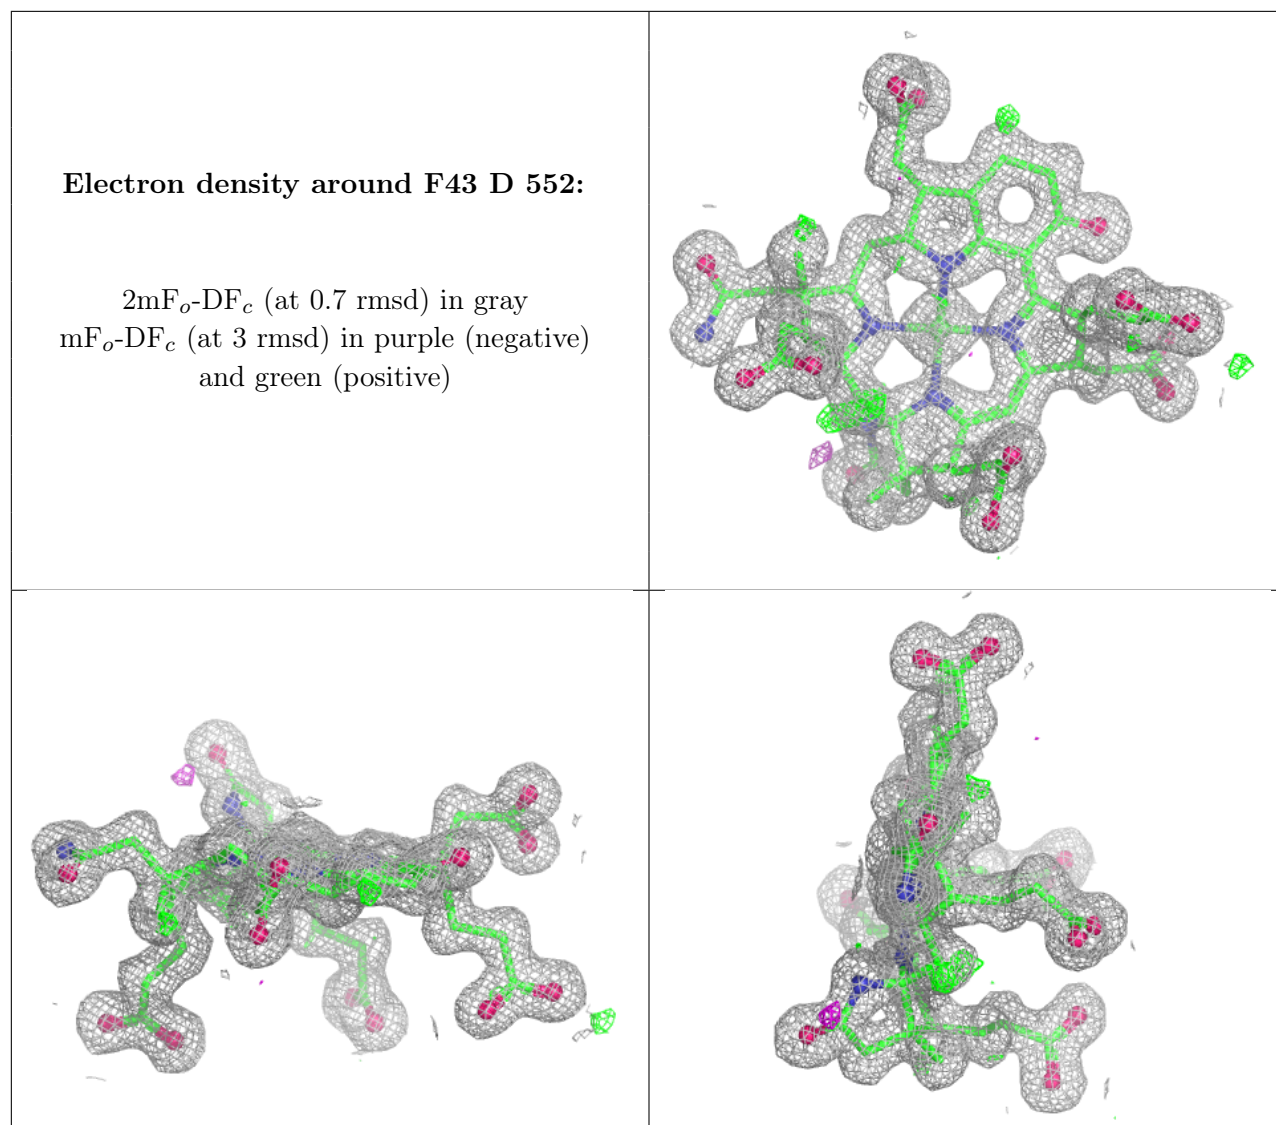 Electron density around F43 D 552:
2mFo-DFc (at 0.7 rmsd) in gray
mFo-DFc (at 3 rmsd) in purple (negative)
and green (positive)